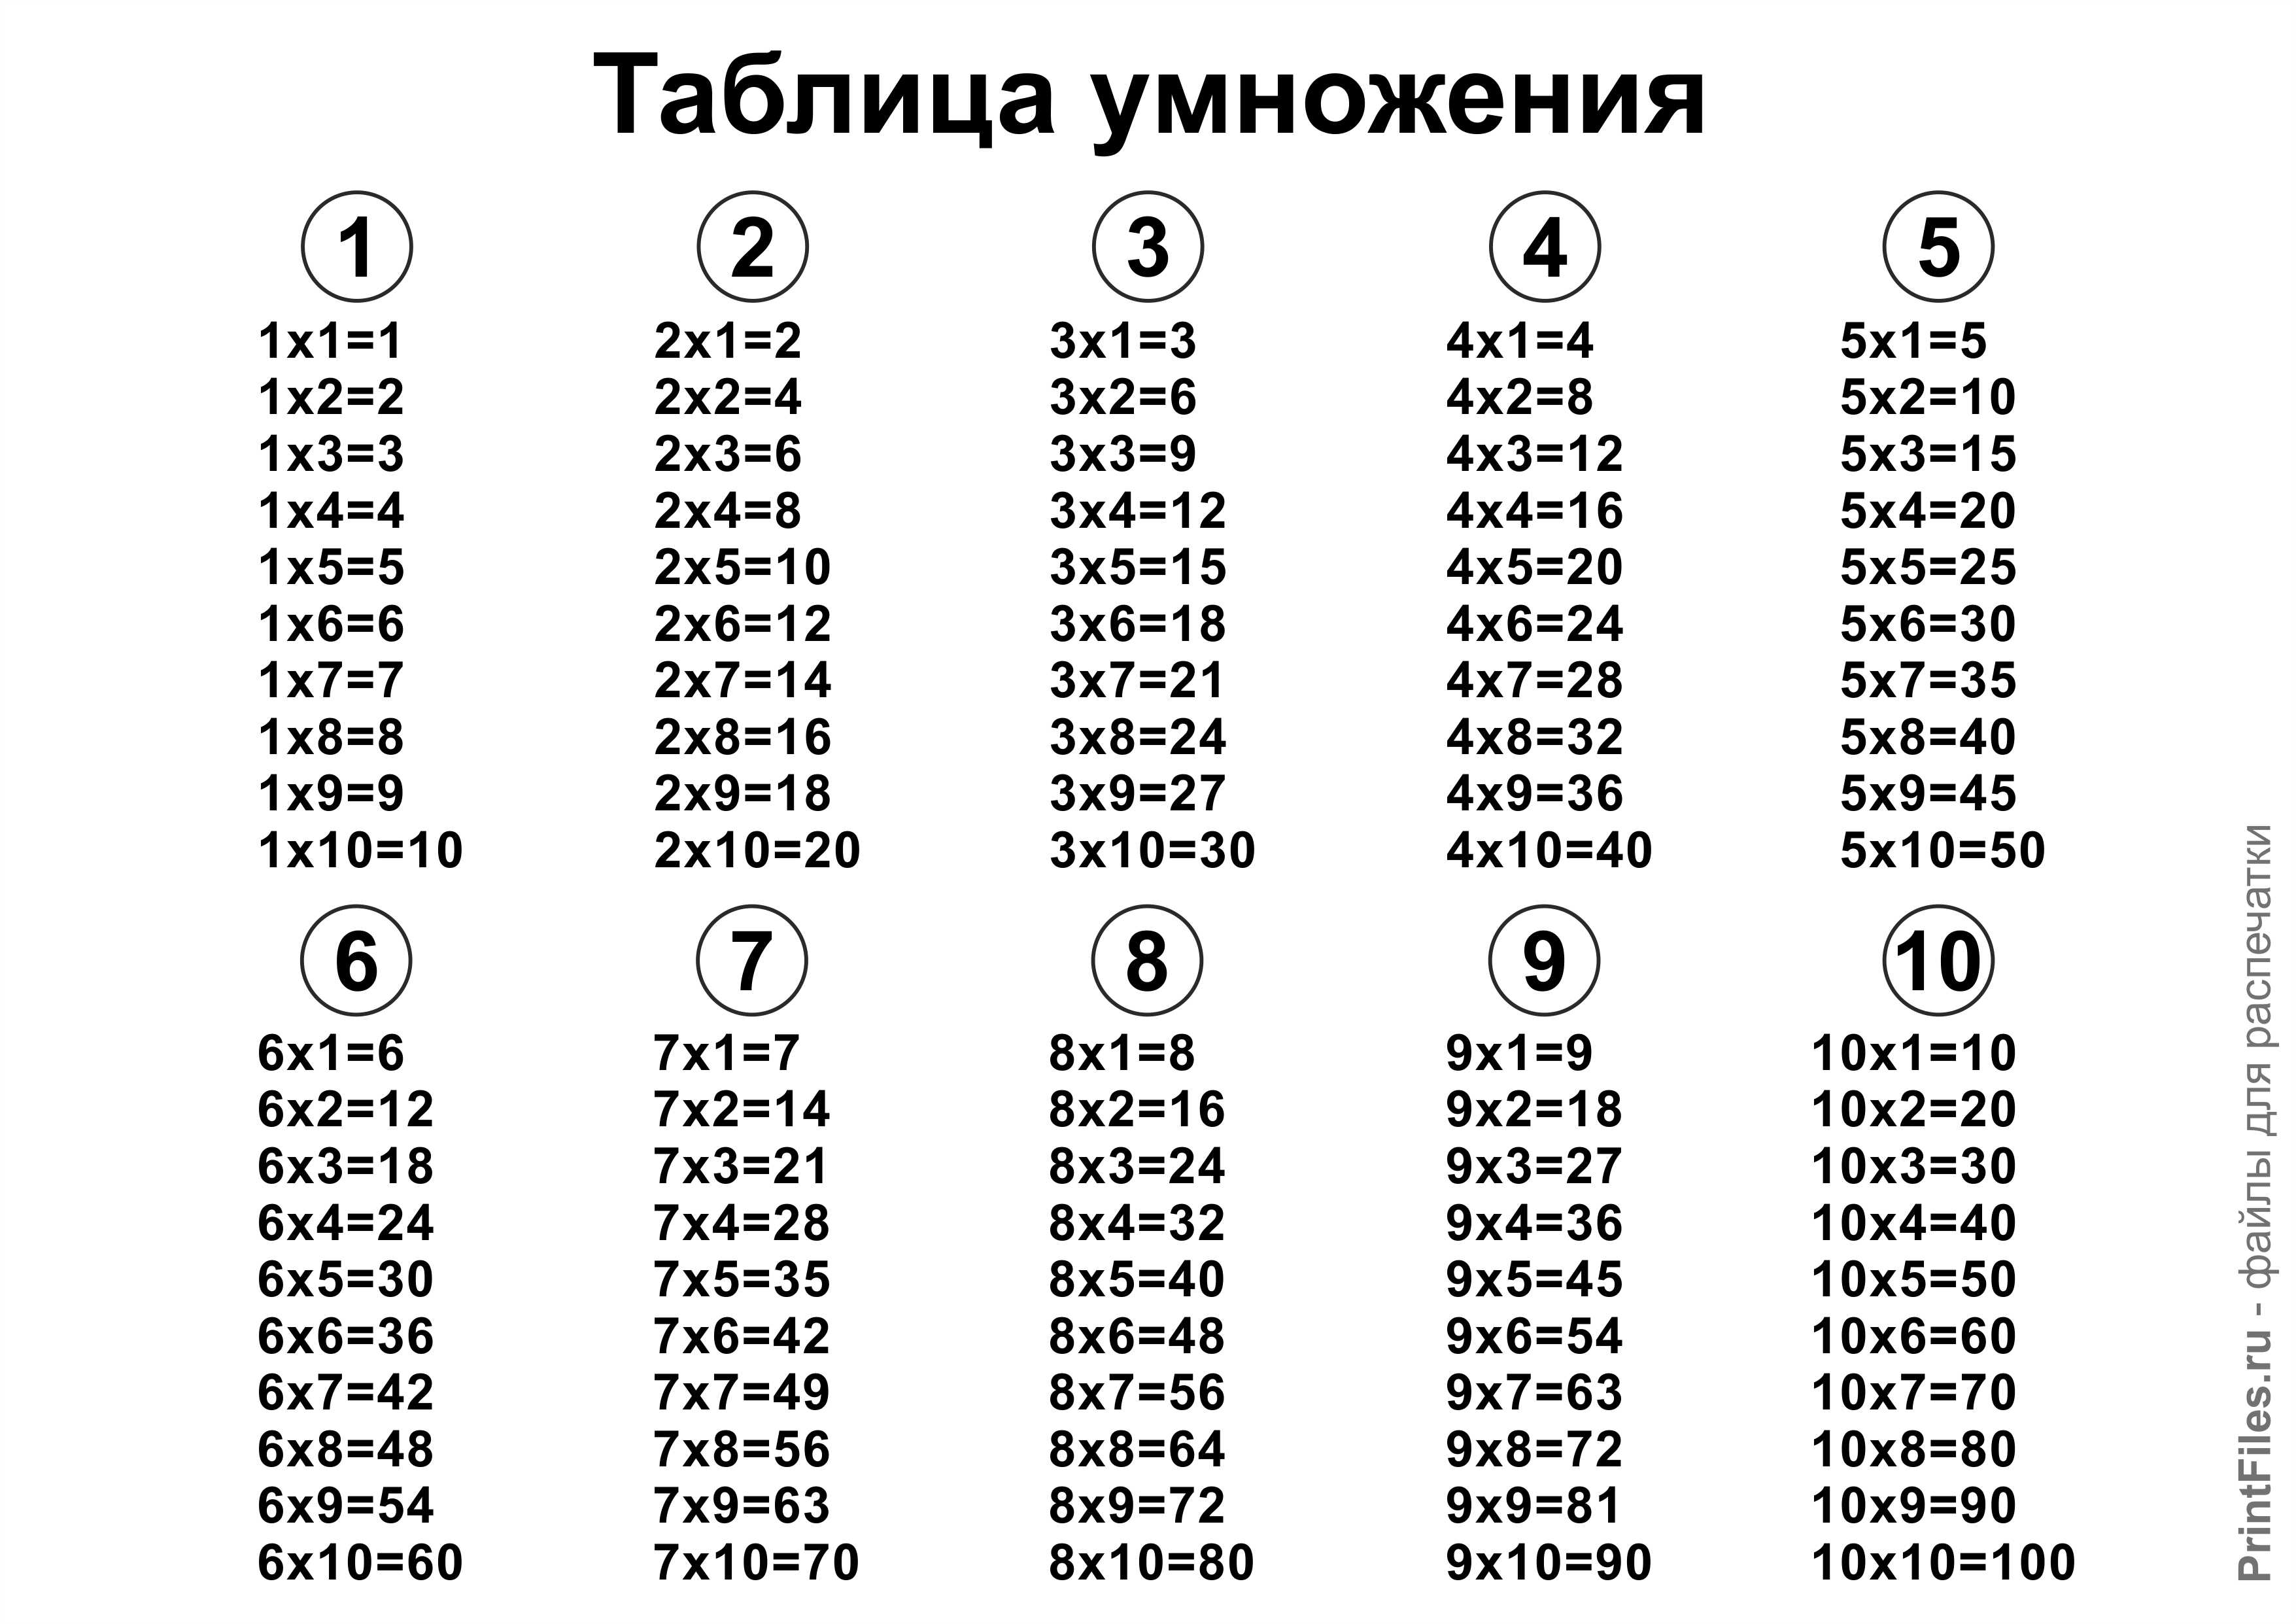 Таблица умножения
1
1x1=1
1x2=2
1x3=3
1x4=4
1x5=5
1x6=6
1x7=7
1x8=8
1x9=9
1x10=10
2
2x1=2
2x2=4
2x3=6
2x4=8
2x5=10
2x6=12
2x7=14
2x8=16
2x9=18
2x10=20
3
3x1=3
3x2=6
3x3=9
3x4=12
3x5=15
3x6=18
3x7=21
3x8=24
3x9=27
3x10=30
4
4x1=4
4x2=8
4x3=12
4x4=16
4x5=20
4x6=24
4x7=28
4x8=32
4x9=36
4x10=40
5
5x1=5
5x2=10
5x3=15
5x4=20
5x5=25
5x6=30
5x7=35
5x8=40
5x9=45
5x10=50
6
6x1=6
6x2=12
6x3=18
6x4=24
6x5=30
6x6=36
6x7=42
6x8=48
6x9=54
6x10=60
7
7x1=7
7x2=14
7x3=21
7x4=28
7x5=35
7x6=42
7x7=49
7x8=56
7x9=63
7x10=70
8
8x1=8
8x2=16
8x3=24
8x4=32
8x5=40
8x6=48
8x7=56
8x8=64
8x9=72
8x10=80
9
9x1=9
9x2=18
9x3=27
9x4=36
9x5=45
9x6=54
9x7=63
9x8=72
9x9=81
9x10=90
10
10x1=10
10x2=20
10x3=30
10x4=40
10x5=50
10x6=60
10x7=70
10x8=80
10x9=90
10x10=100
PrintFiles.ru - файлы для распечатки